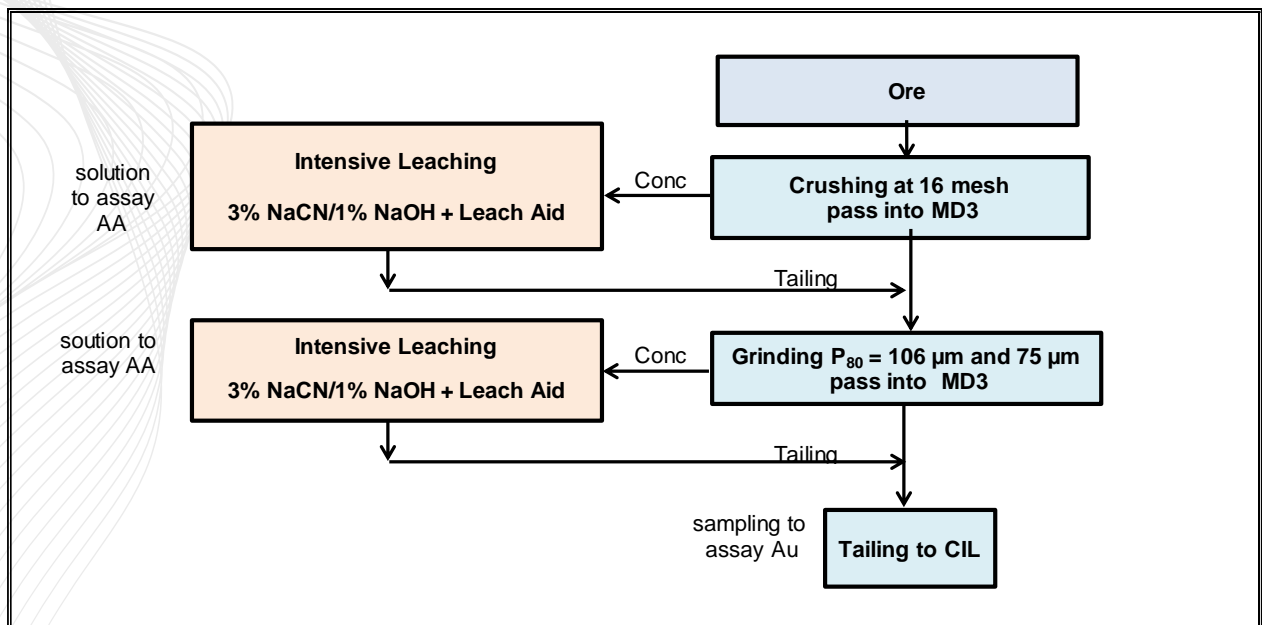 Ore
solution
to assay
AA
Intensive Leaching
3% NaCN/1% NaOH + Leach Aid
Conc
Crushing at 16 mesh
pass into MD3
Tailing
soution to
assay AA
Intensive Leaching
3% NaCN/1% NaOH + Leach Aid
Conc
Grinding P₈₀ = 106 µm and 75 µm
pass into MD3
Tailing
sampling to
assay Au
Tailing to CIL